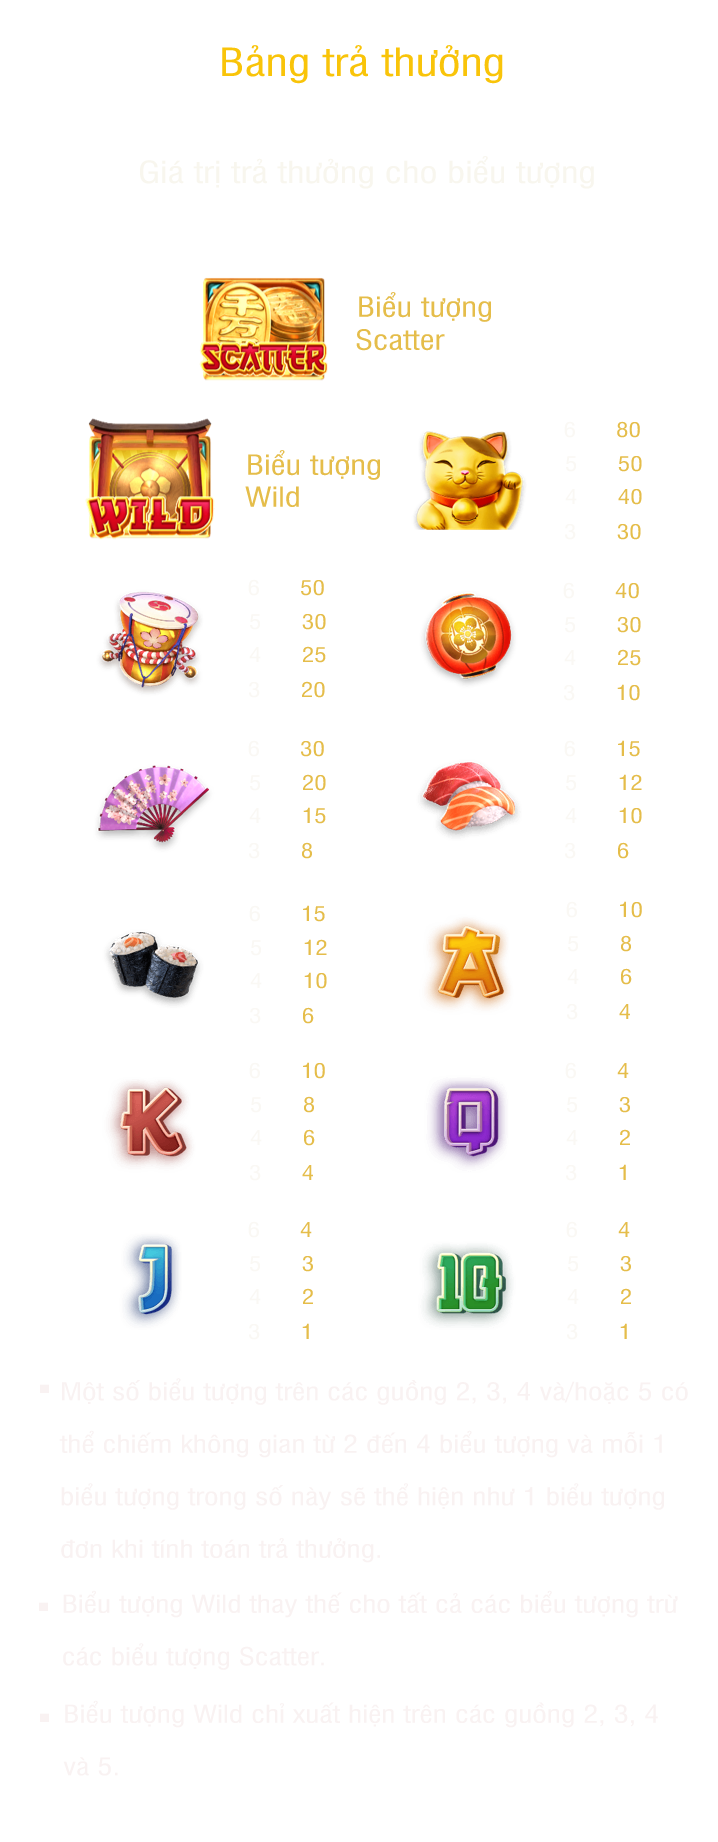 Bảng trả thưởng
Giá trị trả thưởng cho biểu tượng
千万
SCATTER
Biểu tượng
Scatter
WILD
Biểu tượng
Wild
6 80
5 50
4 40
3 30
6 50
5 30
4 25
3 20
6 40
5 30
4 25
3 10
6 30
5 20
4 15
3 8
6 15
5 12
4 10
3 6
6 15
5 12
4 10
3 6
A
6 10
5 8
4 6
3 4
K
6 10
5 8
4 6
3 4
Q
6 4
5 3
4 2
3 1
J
6 4
5 3
4 2
3 1
10
6 4
5 3
4 2
3 1
Một số biểu tượng trên các guồng 2, 3, 4 và/hoặc 5 có
thể chiếm không gian từ 2 đến 4 biểu tượng và mỗi 1
biểu tượng trong số này sẽ thể hiện như 1 biểu tượng
đơn khi tính toán trả thưởng.
Biểu tượng Wild thay thế cho tất cả các biểu tượng trừ
các biểu tượng Scatter.
Biểu tượng Wild chỉ xuất hiện trên các guồng 2, 3, 4
và 5.